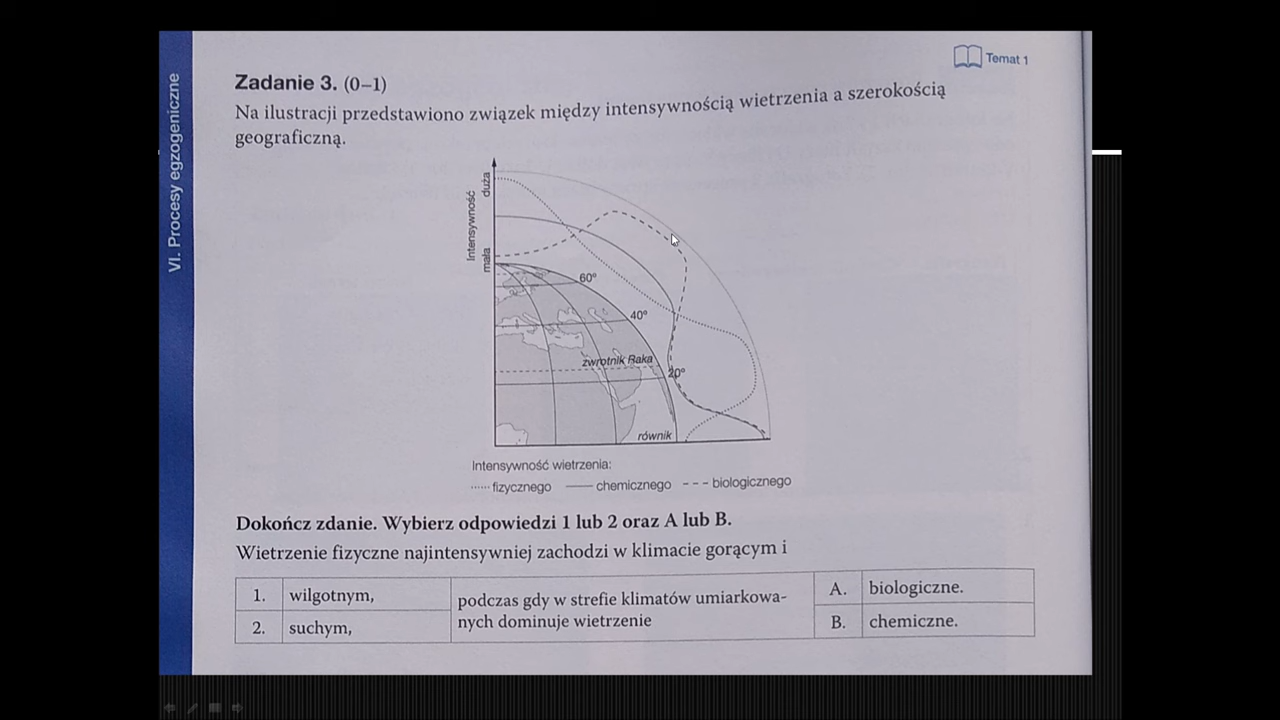 Temat 1
VI. Procesy egzogeniczne
Zadanie 3. (0–1)
Na ilustracji przedstawiono związek między intensywnością wietrzenia a szerokością
geograficzną.
Intensywność
mała duża
60°
40°
zwrotnik Raka
20°
równik
Intensywność wietrzenia:
...... fizycznego —— chemicznego – – – biologicznego
Dokończ zdanie. Wybierz odpowiedzi 1 lub 2 oraz A lub B.
Wietrzenie fizyczne najintensywniej zachodzi w klimacie gorącym i
1. wilgotnym,
2. suchym,
podczas gdy w strefie klimatów umiarkowa-
nych dominuje wietrzenie
A. biologiczne.
B. chemiczne.